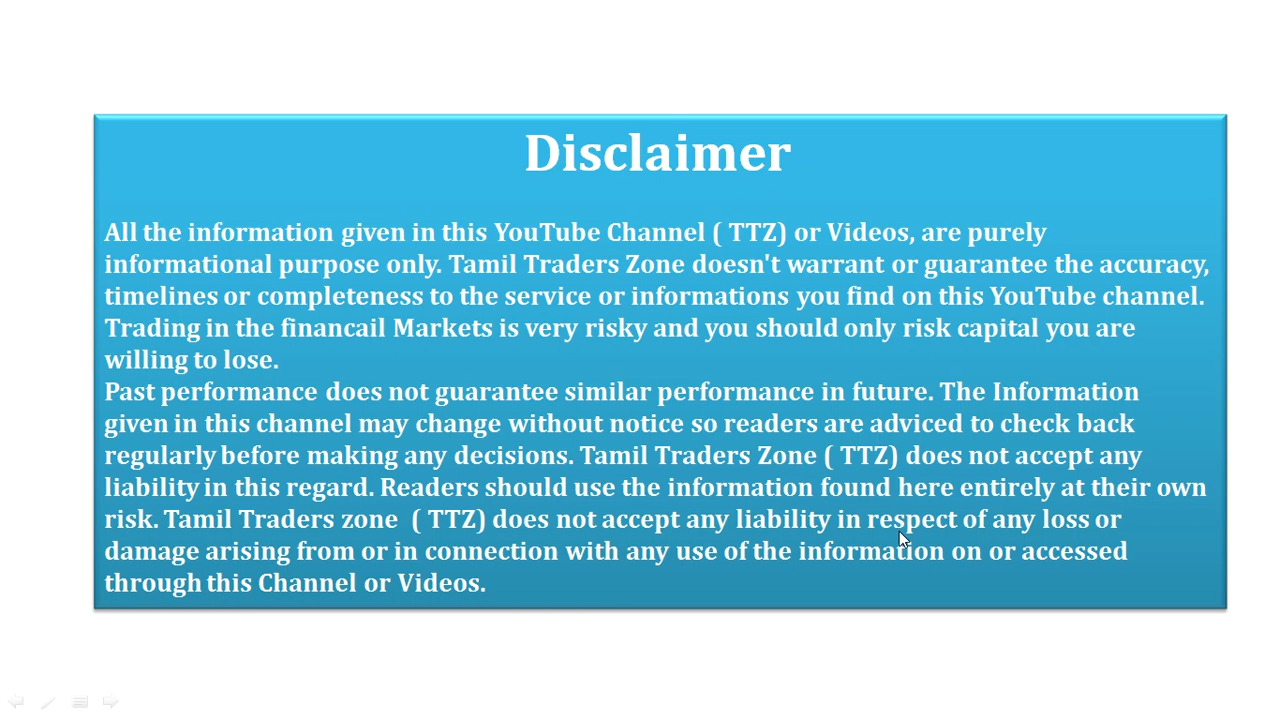 Disclaimer
All the information given in this YouTube Channel ( TTZ) or Videos, are purely
informational purpose only. Tamil Traders Zone doesn't warrant or guarantee the accuracy,
timelines or completeness to the service or informations you find on this YouTube channel.
Trading in the financail Markets is very risky and you should only risk capital you are
willing to lose.
Past performance does not guarantee similar performance in future. The Information
given in this channel may change without notice so readers are adviced to check back
regularly before making any decisions. Tamil Traders Zone ( TTZ) does not accept any
liability in this regard. Readers should use the information found here entirely at their own
risk. Tamil Traders zone  ( TTZ) does not accept any liability in respect of any loss or
damage arising from or in connection with any use of the information on or accessed
through this Channel or Videos.